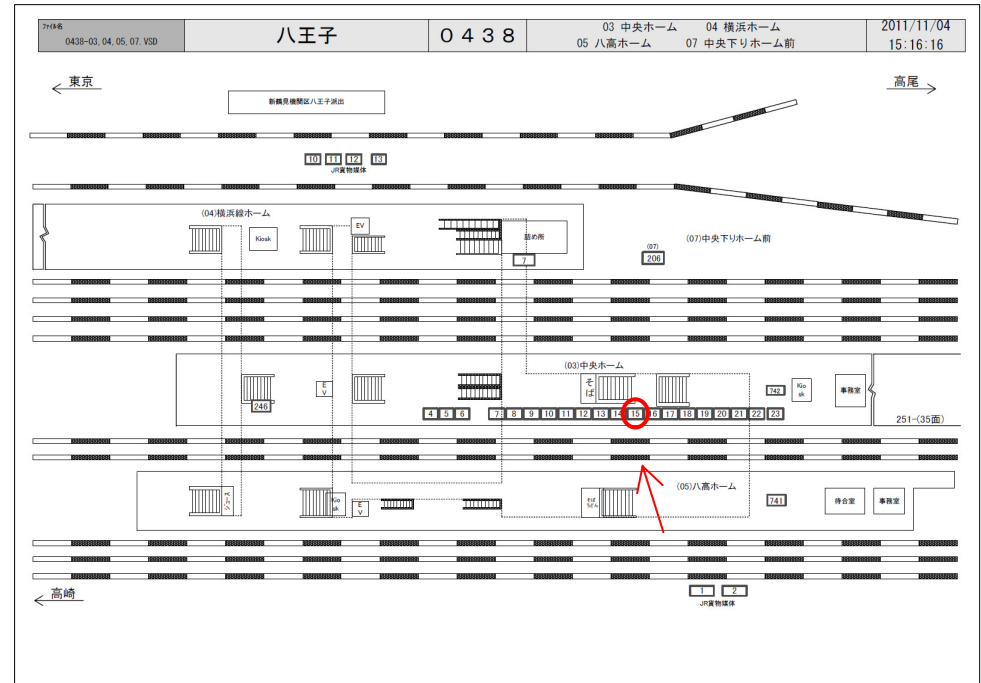 ファイル名
0438-03, 04, 05, 07. VSD
八王子
0438
03 中央ホーム 04 横浜ホーム
05 八高ホーム 07 中央下りホーム前
2011/11/04
15:16:16
東京
高尾
新鶴見機関区八王子派出
10 11 12 13
JR貨物媒体
(04)横浜線ホーム
Kiosk
EV
詰め所
7
(07)中央下りホーム前
(07)
206
(03)中央ホーム
246
EV
そば
742
Kiosk
事務室
4 5 6 7 8 9 10 11 12 13 14 15 16 17 18 19 20 21 22 23
251-(35面)
(05)八高ホーム
ジュース
Kiosk
EV
そば
うどん
741
待合室
事務室
高崎
1 2
JR貨物媒体